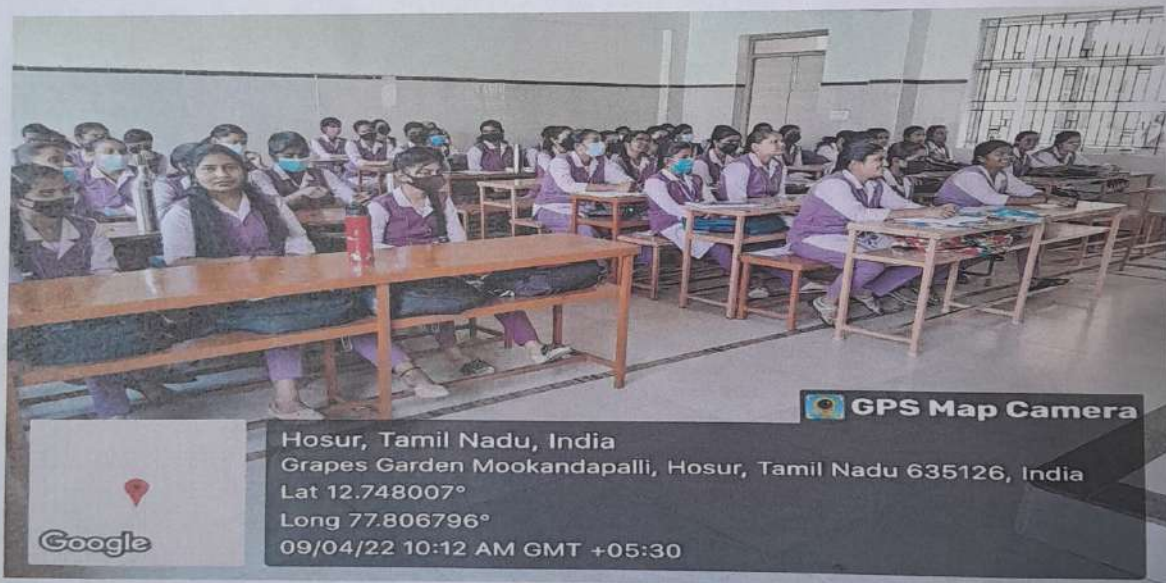 GPS Map Camera
Hosur, Tamil Nadu, India
Grapes Garden Mookandapalli, Hosur, Tamil Nadu 635126, India
Lat 12.748007°
Long 77.806796°
09/04/22 10:12 AM GMT +05:30
Google